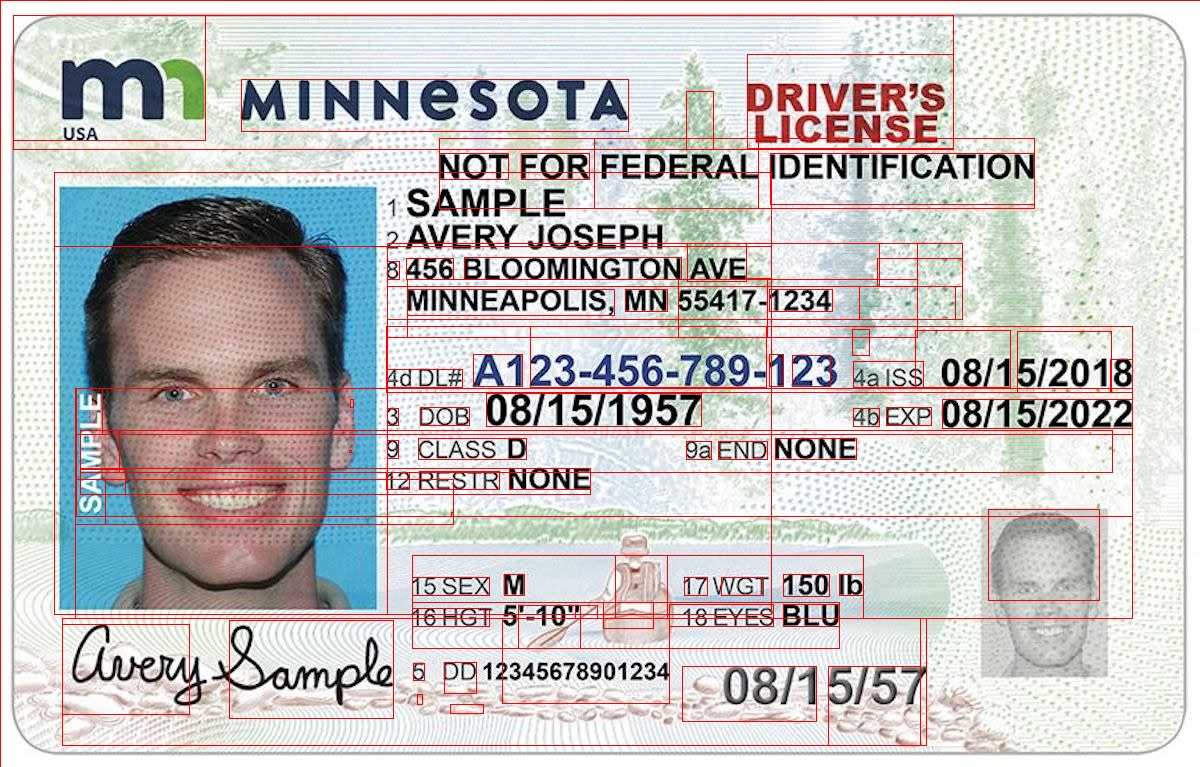 mn
USA
MINNESOTA
DRIVER'S
LICENSE
NOT FOR FEDERAL IDENTIFICATION
1 SAMPLE
2 AVERY JOSEPH
8 456 BLOOMINGTON AVE
MINNEAPOLIS, MN 55417-1234
4d DL# A123-456-789-123 4a ISS 08/15/2018
3 DOB 08/15/1957 4b EXP 08/15/2022
9 CLASS D 9a END NONE
12 RESTR NONE
SAMPLE
15 SEX M 17 WGT 150 lb
16 HGT 5'-10" 18 EYES BLU
Avery Sample
5 DD 12345678901234
08/15/57